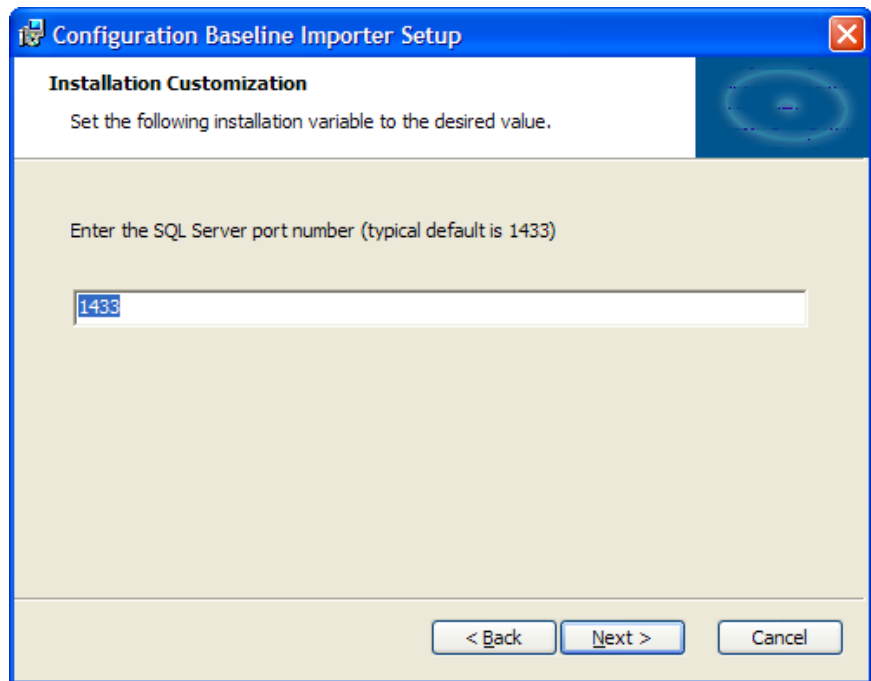 Configuration Baseline Importer Setup
Installation Customization
Set the following installation variable to the desired value.
Enter the SQL Server port number (typical default is 1433)
1433
< Back Next > Cancel